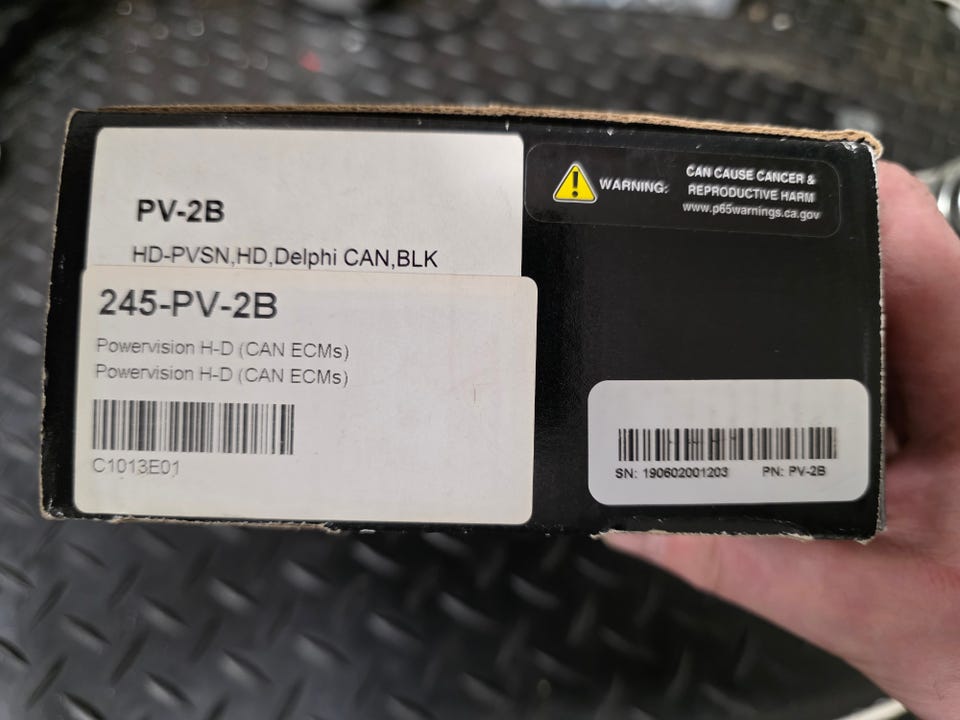 PV-2B
HD-PVSN,HD,Delphi CAN,BLK
245-PV-2B
Powervision H-D (CAN ECMs)
Powervision H-D (CAN ECMs)
C1013E01
WARNING:
CAN CAUSE CANCER &
REPRODUCTIVE HARM
www.p65warnings.ca.gov
SN: 190602001203 PN: PV-2B